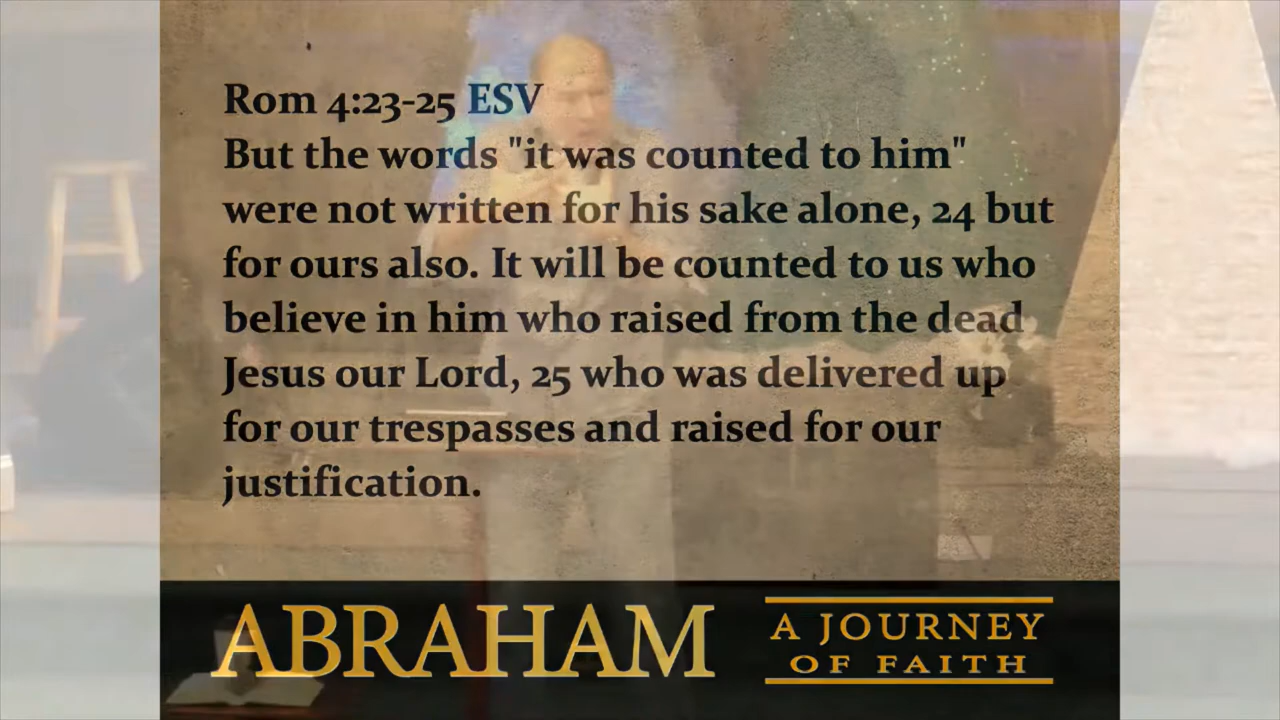 Rom 4:23-25 ESV
But the words "it was counted to him"
were not written for his sake alone, 24 but
for ours also. It will be counted to us who
believe in him who raised from the dead
Jesus our Lord, 25 who was delivered up
for our trespasses and raised for our
justification.
ABRAHAM
A JOURNEY
OF FAITH